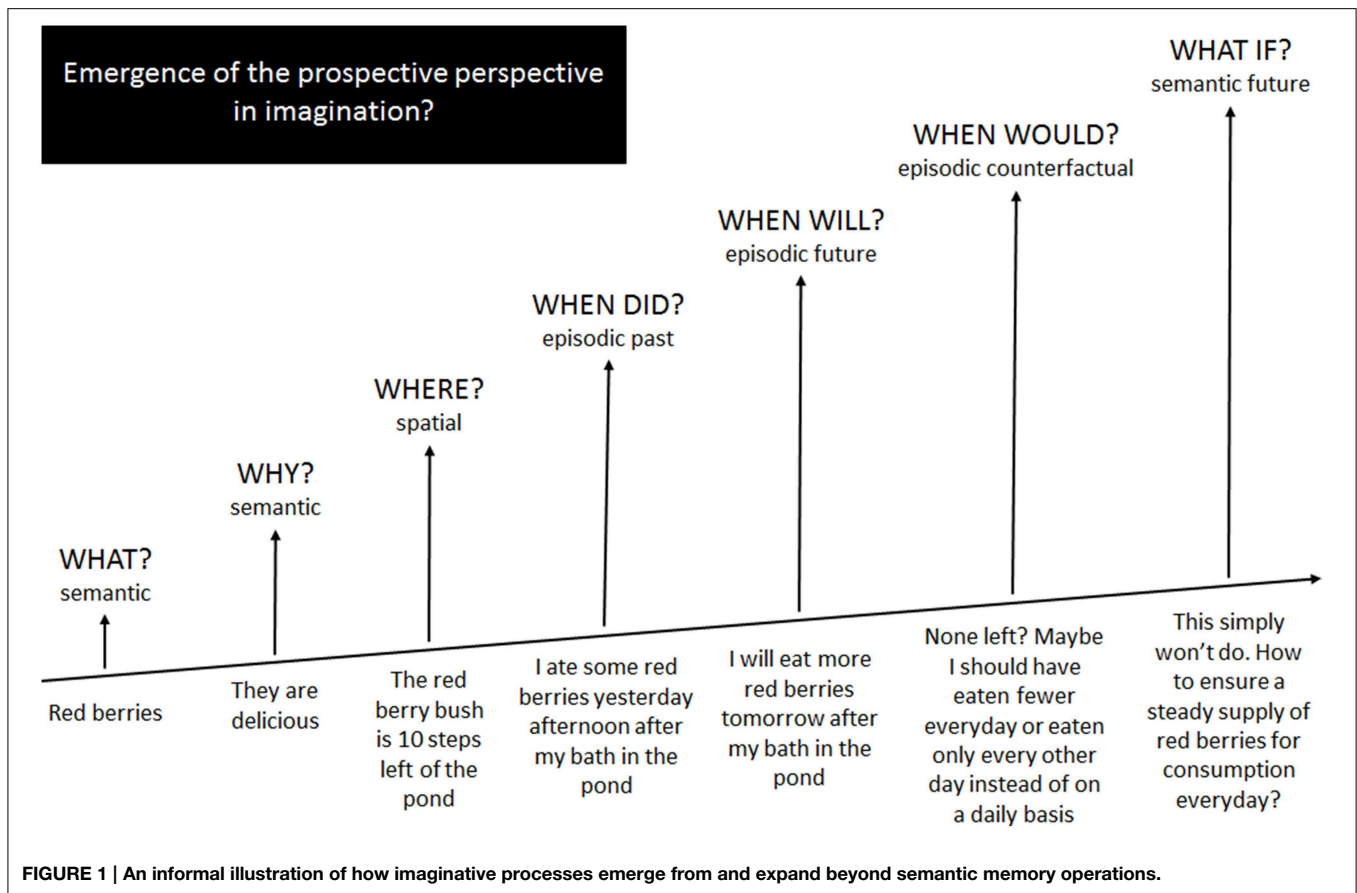 Emergence of the prospective perspective
in imagination?
WHAT?
semantic
WHY?
semantic
WHERE?
spatial
WHEN DID?
episodic past
WHEN WILL?
episodic future
WHEN WOULD?
episodic counterfactual
WHAT IF?
semantic future
Red berries
They are
delicious
The red
berry bush
is 10 steps
left of the
pond
I ate some red
berries yesterday
afternoon after
my bath in the
pond
I will eat more
red berries
tomorrow after
my bath in the
pond
None left? Maybe
I should have
eaten fewer
everyday or eaten
only every other
day instead of on
a daily basis
This simply
won't do. How
to ensure a
steady supply of
red berries for
consumption
everyday?
FIGURE 1 | An informal illustration of how imaginative processes emerge from and expand beyond semantic memory operations.